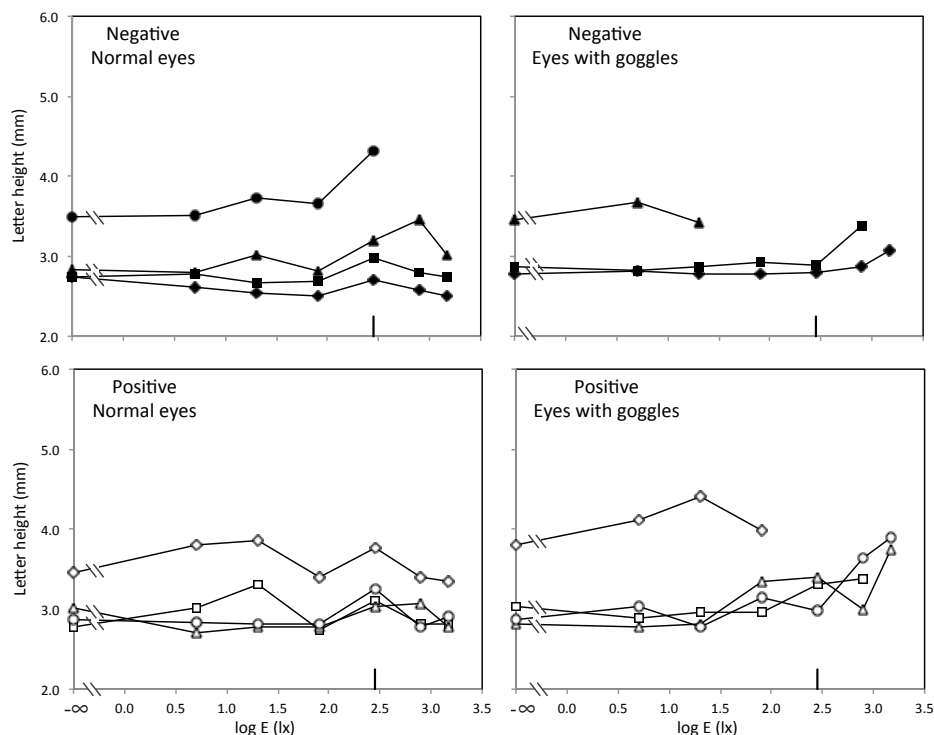 6.0
Negative
Normal eyes
5.0
4.0
3.0
2.0
Letter height (mm)
Negative
Eyes with goggles
6.0
Positive
Normal eyes
5.0
4.0
3.0
2.0
Letter height (mm)
-∞ 0.0 0.5 1.0 1.5 2.0 2.5 3.0 3.5
log E (lx)
Positive
Eyes with goggles
-∞ 0.0 0.5 1.0 1.5 2.0 2.5 3.0 3.5
log E (lx)